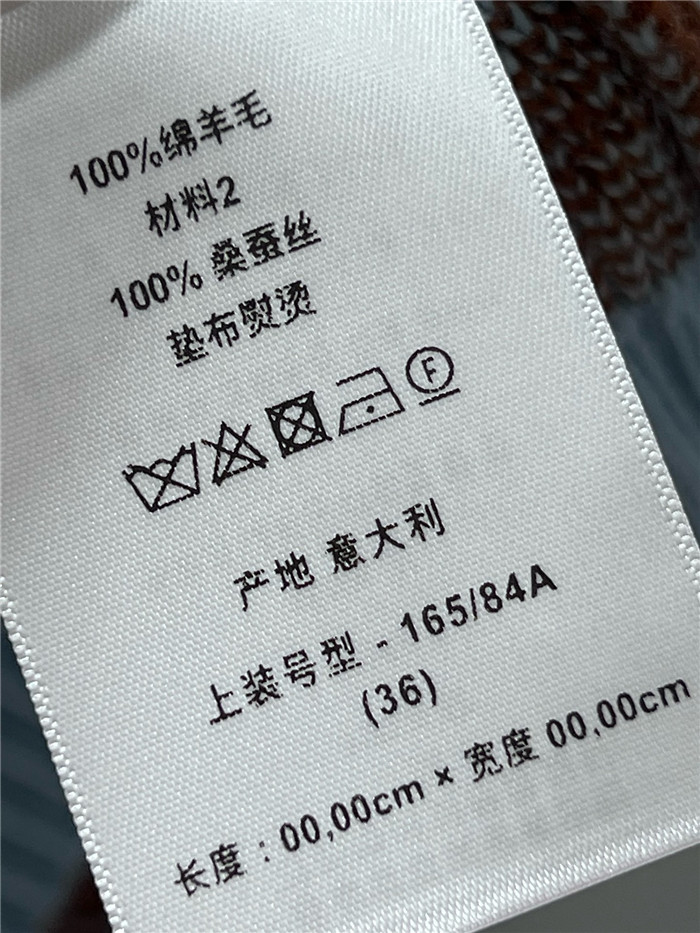 100%绵羊毛
材料2
100% 桑蚕丝
垫布熨烫
F
产地 意大利
上装号型 - 165/84A
(36)
长度：00,00cm × 宽度 00,00cm